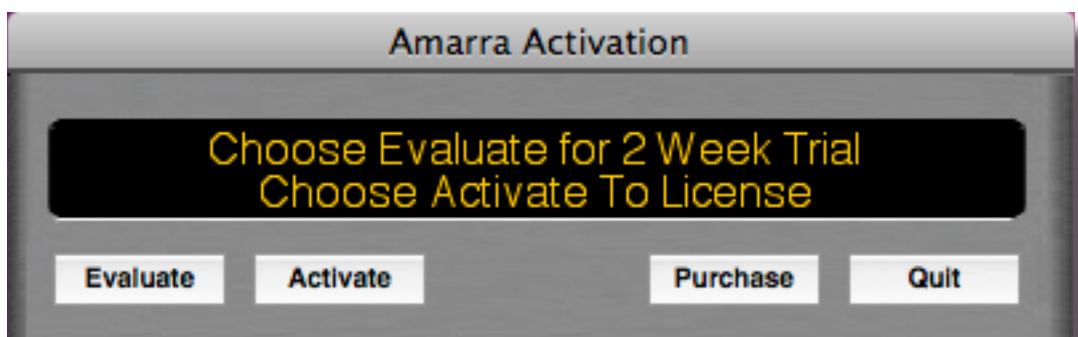 Amarra Activation
Choose Evaluate for 2 Week Trial
Choose Activate To License
Evaluate Activate Purchase Quit